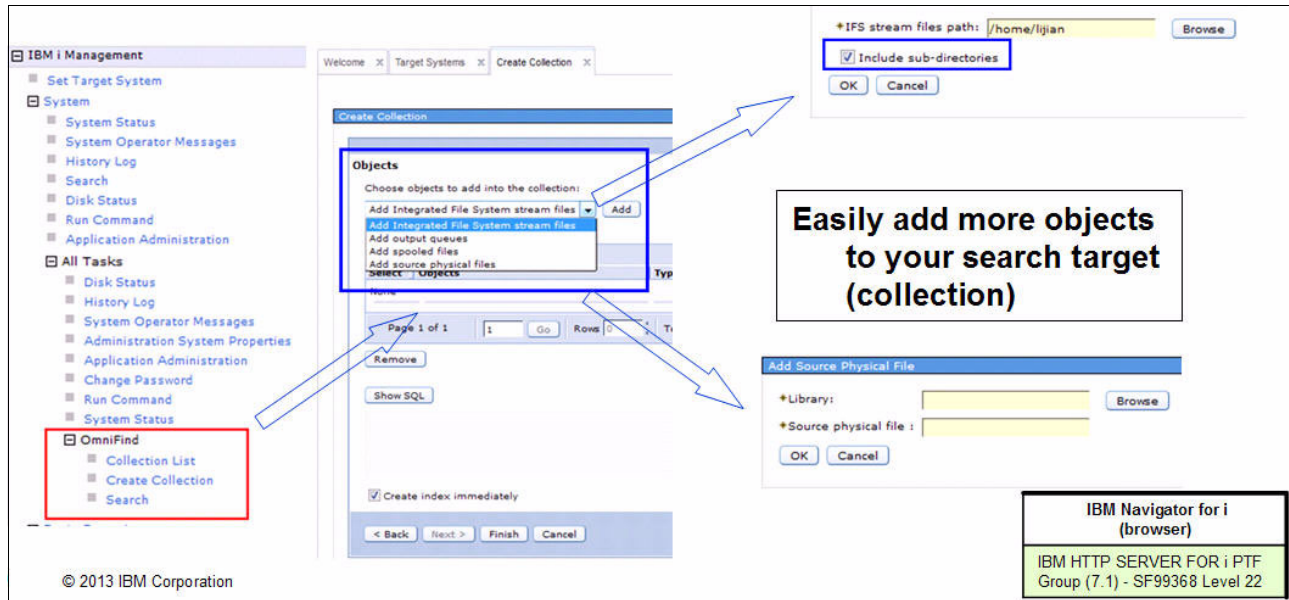 IBM i Management
Set Target System
System
System Status
System Operator Messages
History Log
Search
Disk Status
Run Command
Application Administration
All Tasks
Disk Status
History Log
System Operator Messages
Administration System Properties
Application Administration
Change Password
Run Command
System Status
OmniFind
Collection List
Create Collection
Search
Welcome X Target Systems X Create Collection X
Create Collection
Objects
Choose objects to add into the collection:
Add Integrated File System stream files Add
Add Integrated File System stream files
Add output queues
Add spooled files
Add source physical files
Select Objects Typ
None
Page 1 of 1 1 Go Rows 0
Remove
Show SQL
Create index immediately
< Back Next > Finish Cancel
IFS stream files path: /home/lijian Browse
Include sub-directories
OK Cancel
Easily add more objects
to your search target
(collection)
Add Source Physical File
Library: Browse
Source physical file :
OK Cancel
IBM Navigator for i
(browser)
IBM HTTP SERVER FOR i PTF
Group (7.1) - SF99368 Level 22
© 2013 IBM Corporation